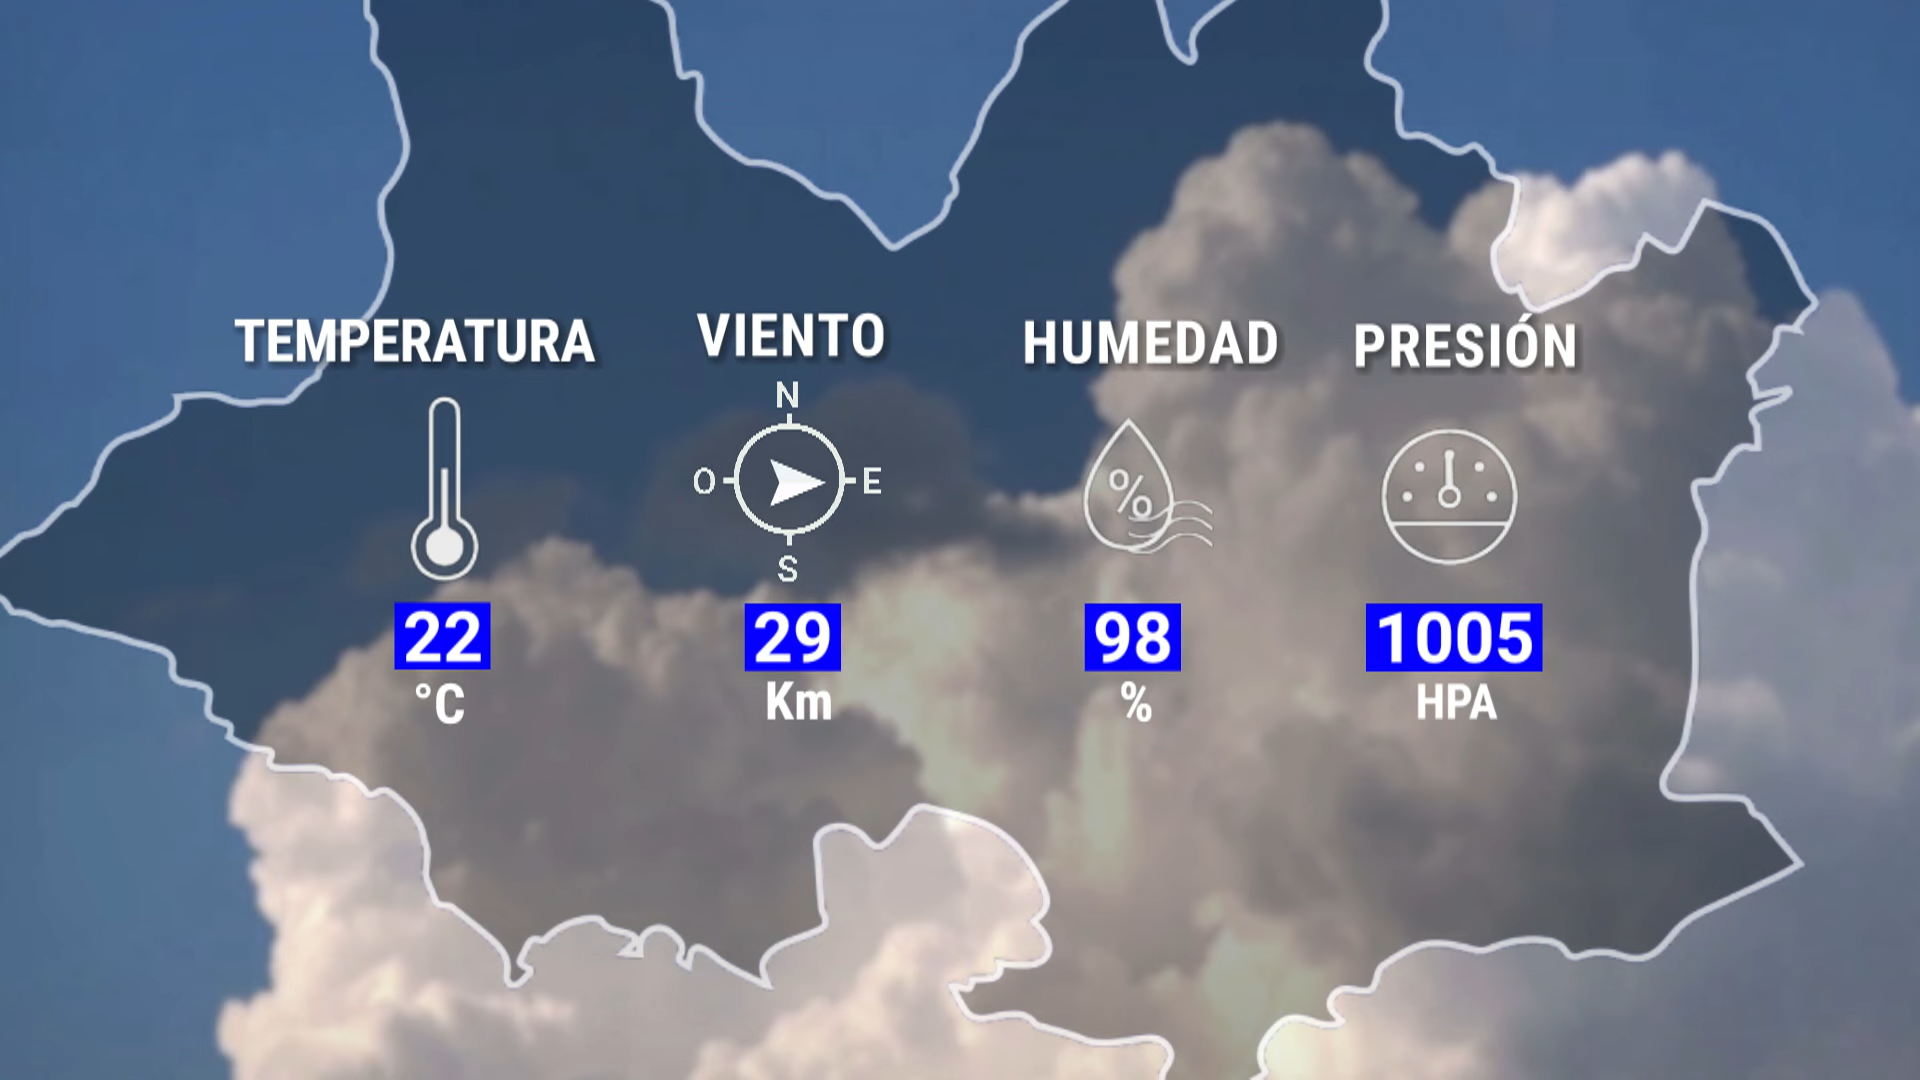 TEMPERATURA
VIENTO
HUMEDAD
PRESIÓN
N
O
E
S
%
22
29
98
1005
°C
Km
%
HPA